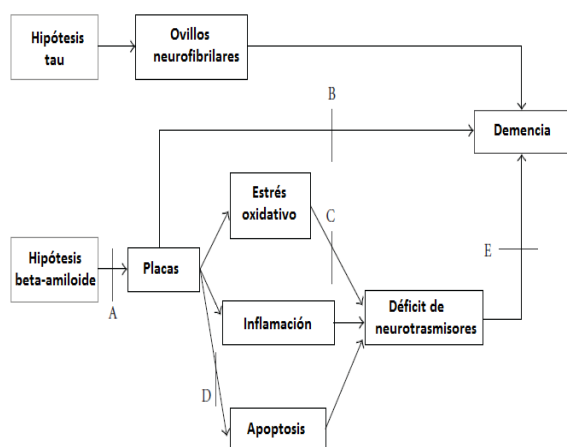 Hipótesis
tau
Ovillos
neurofibrilares
B
Demencia
Estrés
oxidativo
C
E
Hipótesis
beta-amiloide
Placas
A
Inflamación
Déficit de
neurotrasmisores
D
Apoptosis